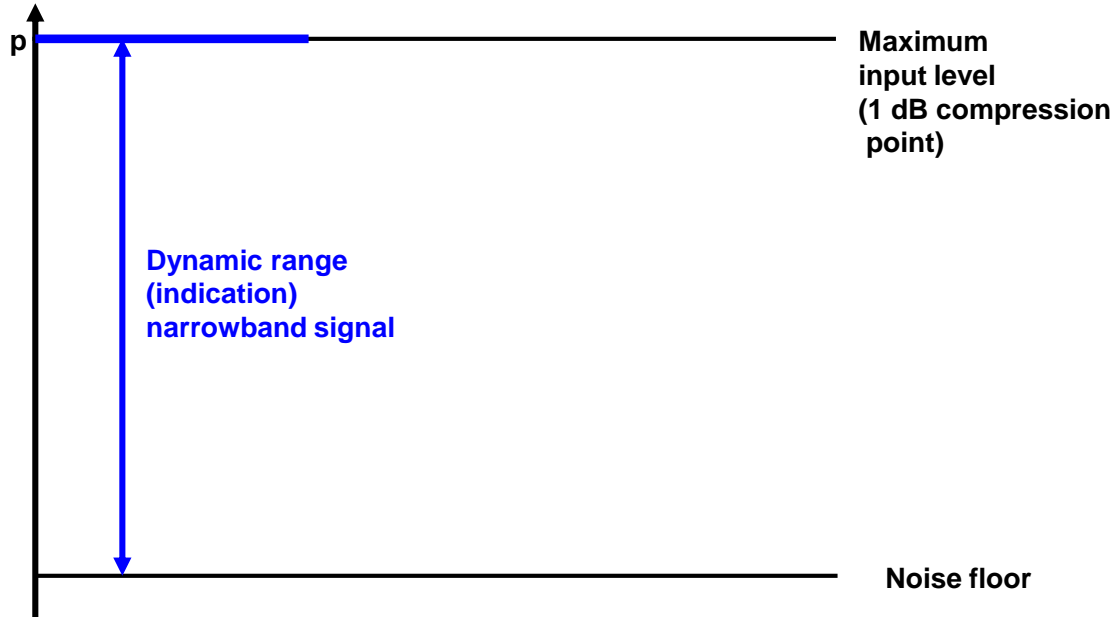 p
Maximum
input level
(1 dB compression
point)
Dynamic range
(indication)
narrowband signal
Noise floor